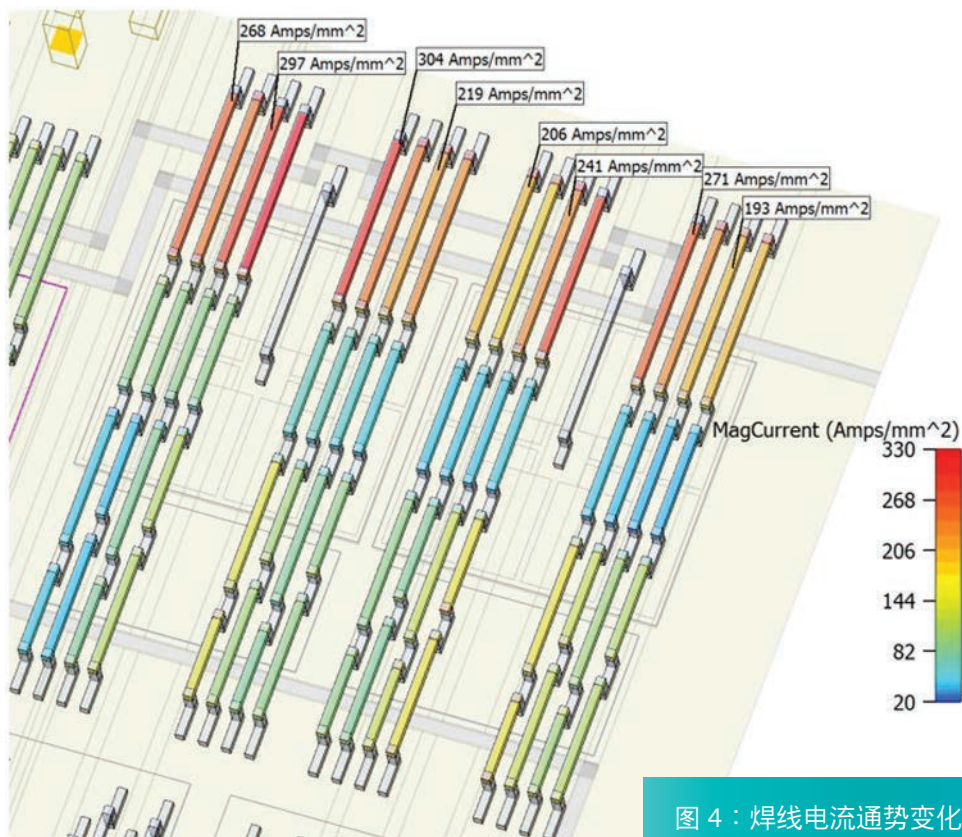 268 Amps/mm^2
297 Amps/mm^2
304 Amps/mm^2
219 Amps/mm^2
206 Amps/mm^2
241 Amps/mm^2
271 Amps/mm^2
193 Amps/mm^2
MagCurrent (Amps/mm^2)
330
268
206
144
82
20
图 4：焊线电流通势变化